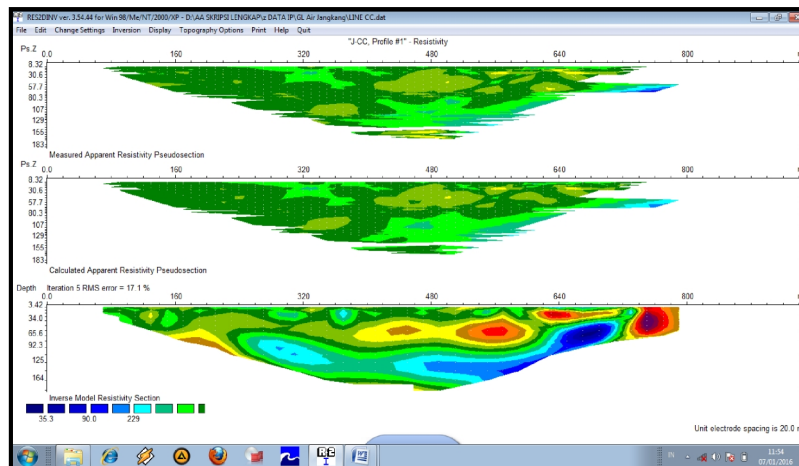 RES2DINV ver. 3.54.44 for Win 98/Me/NT/2000/XP - D:\AA SKRIPSI LENGKAP\z DATA IP\GL Air Jangkang\LINE CC.dat
File Edit Change Settings Inversion Display Topography Options Print Help Quit
"J-CC, Profile #1" - Resistivity
Ps.Z 0.0 160 320 480 640 800
8.32
30.6
57.7
80.3
107
129
155
183
Measured Apparent Resistivity Pseudosection
Ps.Z 0.0 160 320 480 640 800
8.32
30.6
57.7
80.3
107
129
155
183
Calculated Apparent Resistivity Pseudosection
Depth Iteration 5 RMS error = 17.1 %
0.0 160 320 480 640 800
3.42
34.0
65.6
92.3
125
164
Inverse Model Resistivity Section
35.3 90.0 229
Unit electrode spacing is 20.0
IN 11:54
07/01/2016